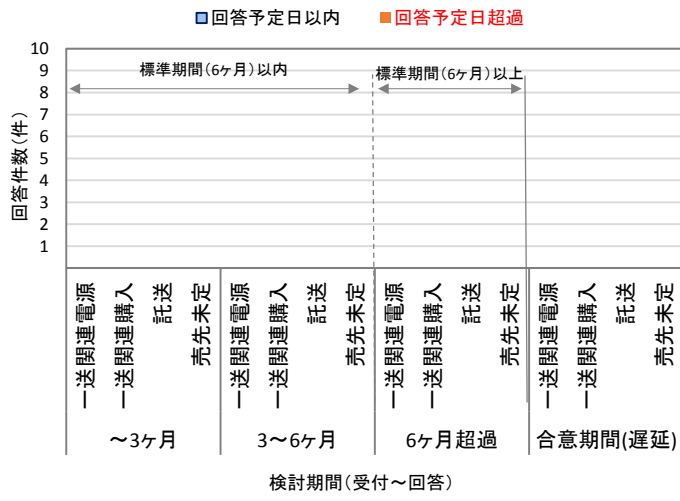 回答予定日以内 回答予定日超過
回答件数(件)
10
9
8
7
6
5
4
3
2
1
標準期間(6ヶ月)以内 標準期間(6ヶ月)以上
一送関連電源 一送関連購入 託送 売先未定 一送関連電源 一送関連購入 託送 売先未定 一送関連電源 一送関連購入 託送 売先未定 一送関連電源 一送関連購入 託送 売先未定
～3ヶ月 3～6ヶ月 6ヶ月超過 合意期間(遅延)
検討期間(受付～回答)